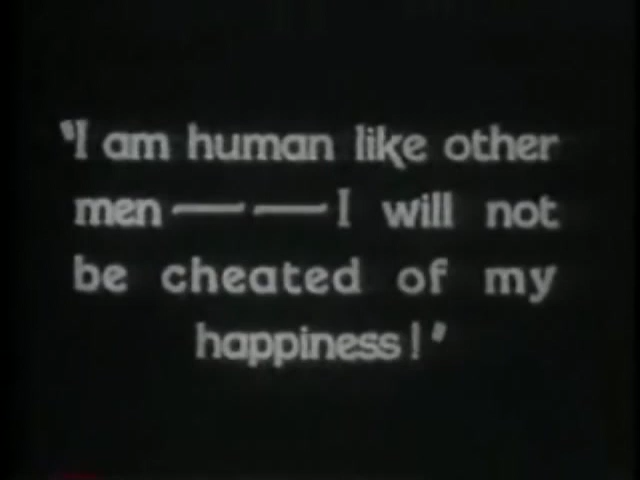 "I am human like other
men — — I will not
be cheated of my
happiness!"